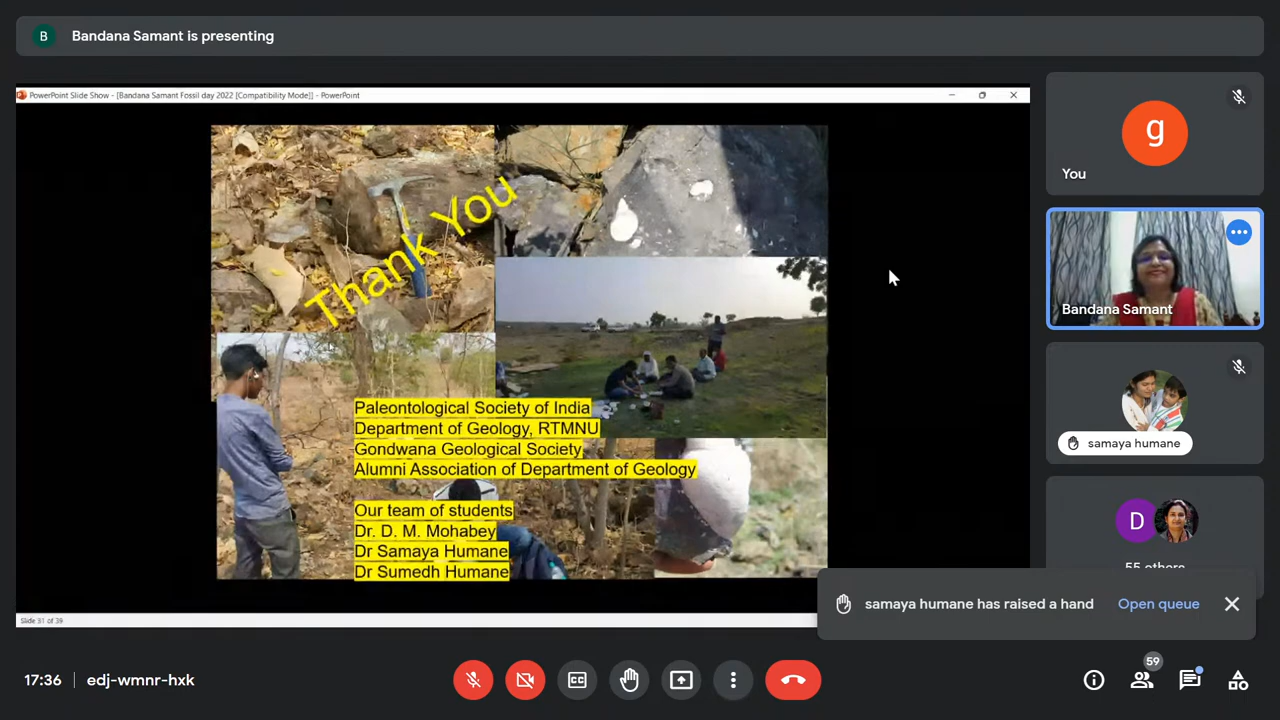 B
Bandana Samant is presenting
PowerPoint Slide Show - [Bandana Samant Fossil day 2022 [Compatibility Mode]] - PowerPoint
Thank You
Paleontological Society of India
Department of Geology, RTMNU
Gondwana Geological Society
Alumni Association of Department of Geology
Our team of students
Dr. D. M. Mohabey
Dr Samaya Humane
Dr Sumedh Humane
Slide 31 of 39
g
You
Bandana Samant
samaya humane
D
55 others
samaya humane has raised a hand
Open queue
17:36
edj-wmnr-hxk
59